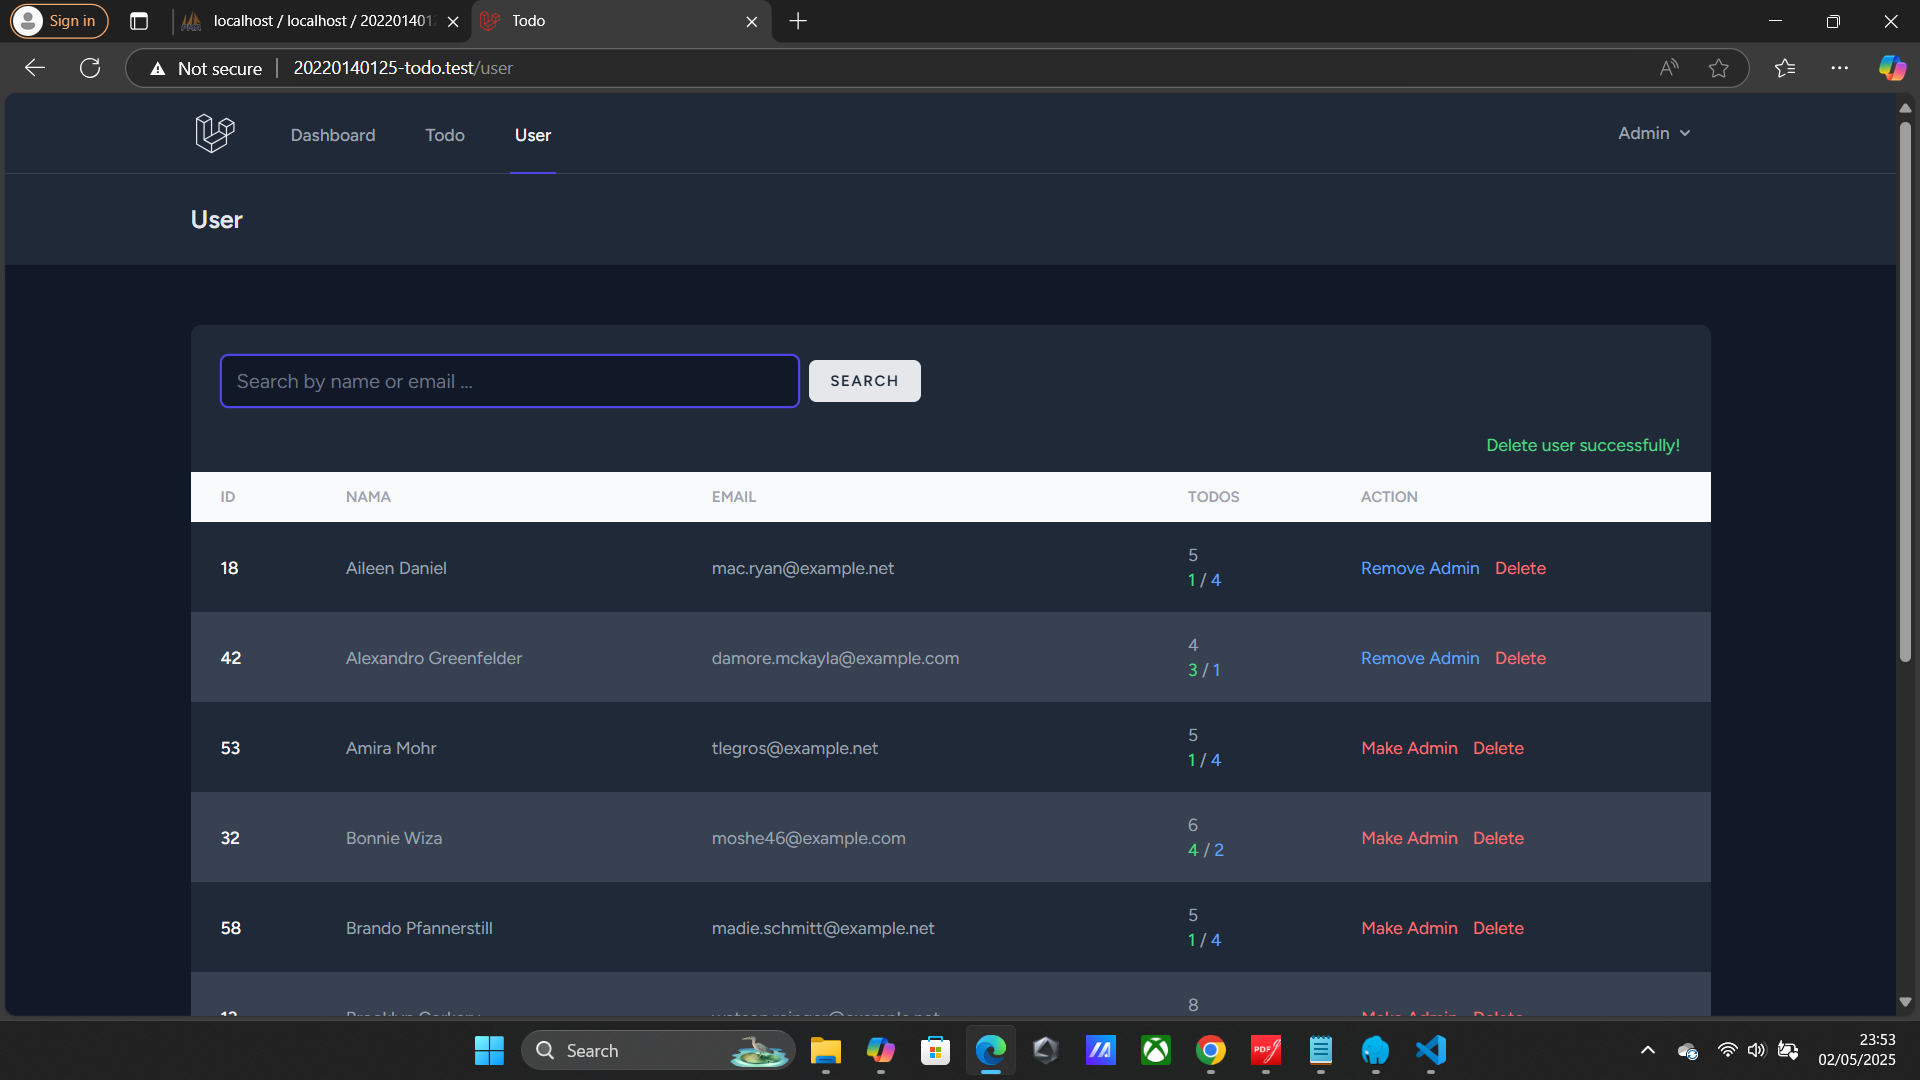 Sign in
localhost / localhost / 202201401
Todo
Not secure
20220140125-todo.test/user
Dashboard
Todo
User
Admin
User
Search by name or email ...
SEARCH
Delete user successfully!
ID NAMA EMAIL TODOS ACTION
5
18 Aileen Daniel mac.ryan@example.net Remove Admin Delete
1 / 4
4
42 Alexandro Greenfelder damore.mckayla@example.com Remove Admin Delete
3 / 1
5
53 Amira Mohr tlegros@example.net Make Admin Delete
1 / 4
6
32 Bonnie Wiza moshe46@example.com Make Admin Delete
4 / 2
5
58 Brando Pfannerstill madie.schmitt@example.net Make Admin Delete
1 / 4
8
Make Admin Delete
Search
PDF
23:53
02/05/2025